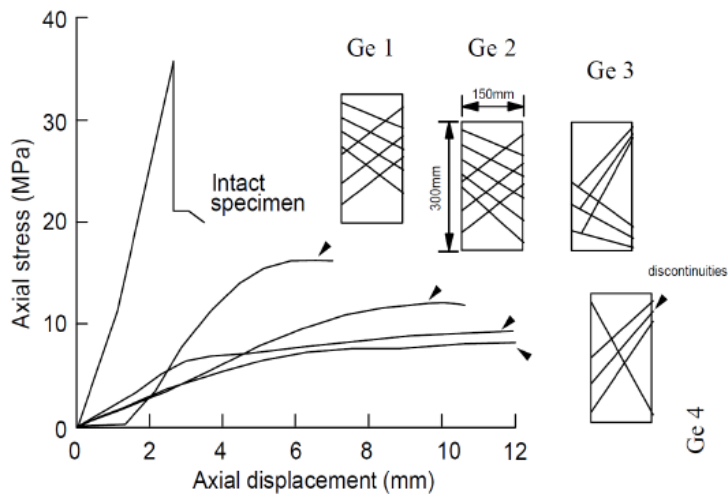 Ge 1
Ge 2
Ge 3
150mm
300mm
Intact
specimen
discontinuities
Ge 4
Axial stress (MPa)
40
30
20
10
0
0
2
4
6
8
10
12
Axial displacement (mm)